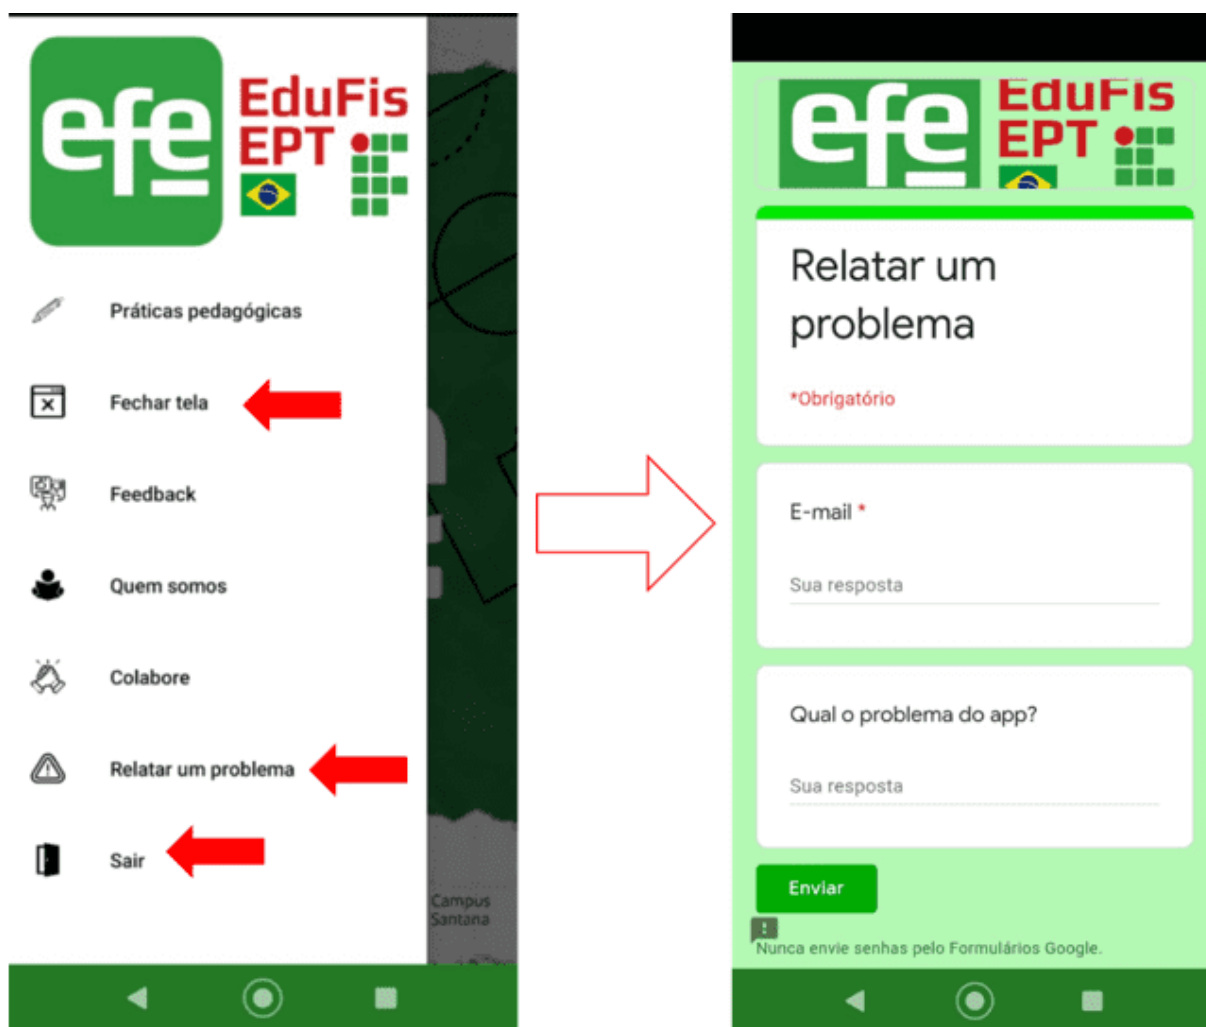 efe
EduFis
EPT
Práticas pedagógicas
Fechar tela
Feedback
Quem somos
Colabore
Relatar um problema
Sair
Campus
Santana
efe
EduFis
EPT
Relatar um
problema
*Obrigatório
E-mail *
Sua resposta
Qual o problema do app?
Sua resposta
Enviar
Nunca envie senhas pelo Formulários Google.